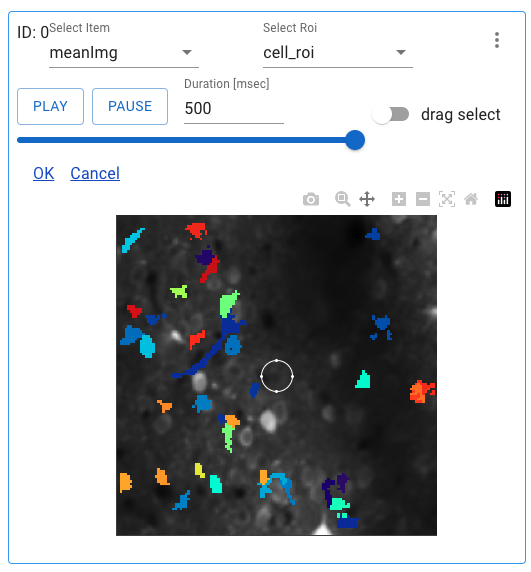 ID: 0
Select Item
Select Roi
meanImg
cell_roi
Duration [msec]
PLAY
PAUSE
500
drag select
OK
Cancel